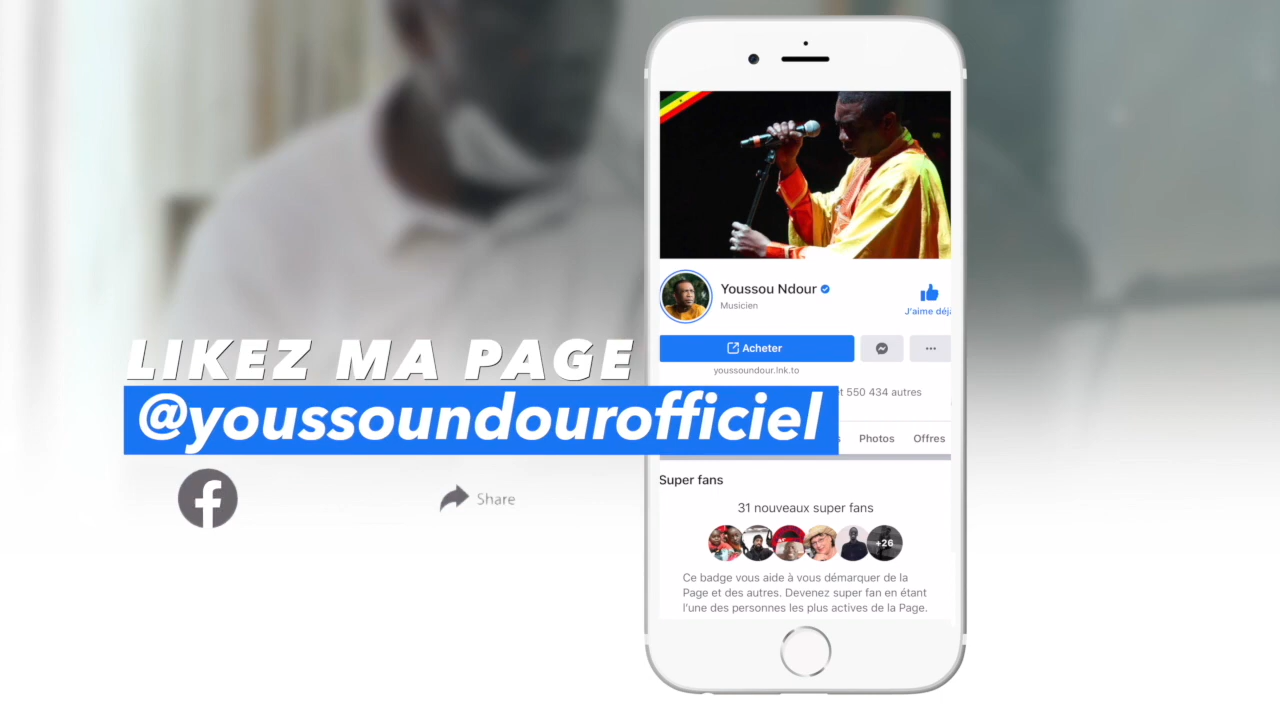 Youssou Ndour
Musicien
J'aime déjà
Acheter
youssoundour.lnk.to
LIKEZ MA PAGE
et 550 434 autres
@youssoundourofficiel
Photos
Offres
Super fans
Share
31 nouveaux super fans
+26
Ce badge vous aide à vous démarquer de la
Page et des autres. Devenez super fan en étant
l'une des personnes les plus actives de la Page.